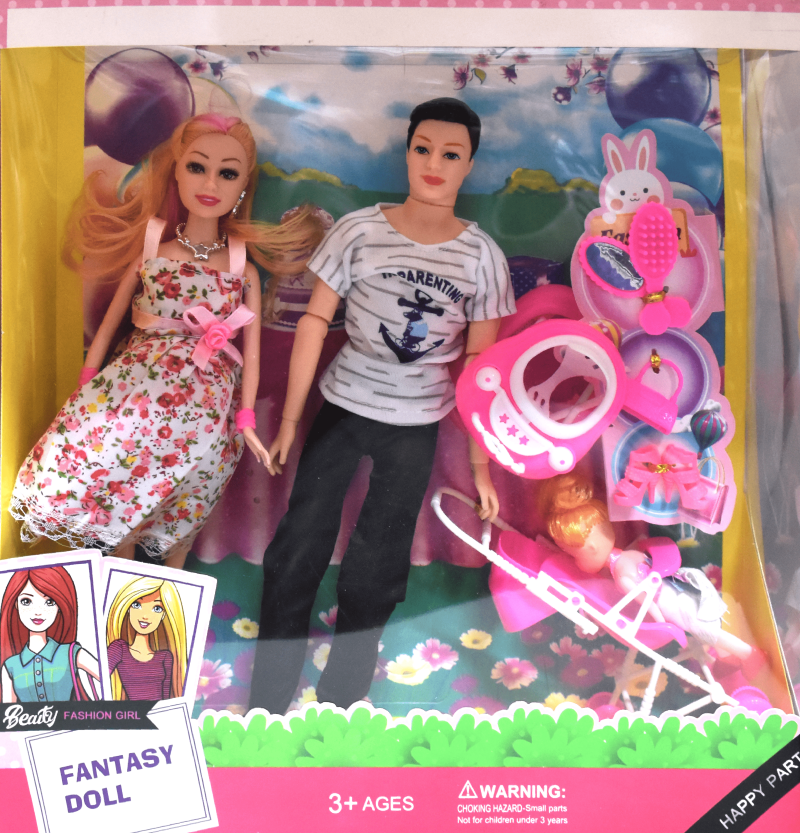 PARENTING
Beauty FASHION GIRL
FANTASY
DOLL
3+ AGES
WARNING:
CHOKING HAZARD-Small parts
Not for children under 3 years
HAPPY PART